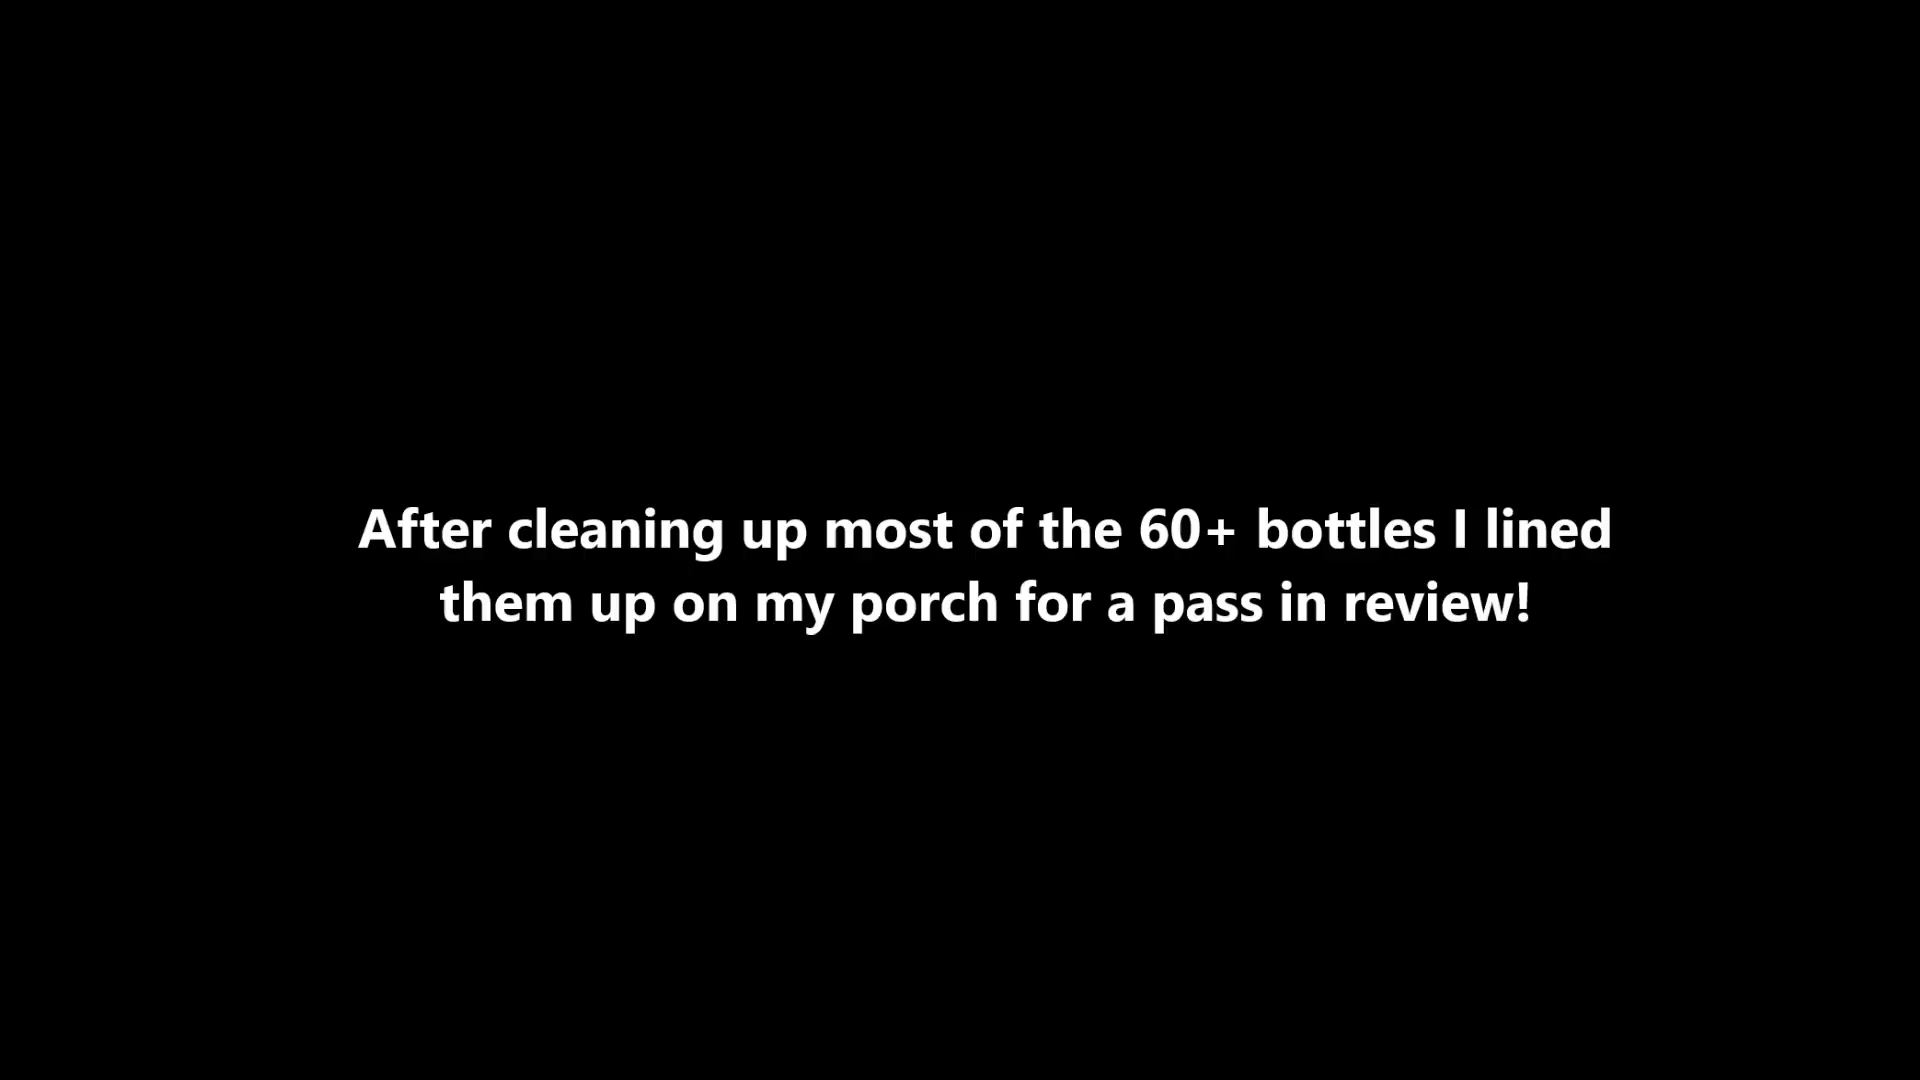 After cleaning up most of the 60+ bottles I lined
them up on my porch for a pass in review!